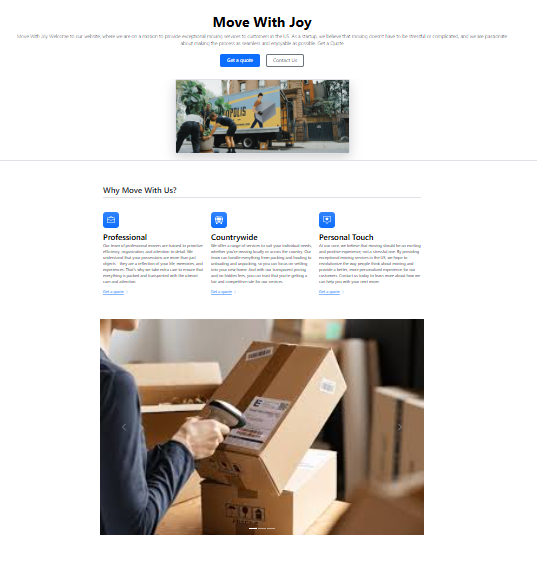 Move With Joy
Move With Joy Welcome to our website, where we are on a mission to provide exceptional moving services to customers in the US. As a startup, we believe that moving doesn't have to be stressful or complicated, and we are passionate
about making the process as seamless and enjoyable as possible. Get a Quote
Get a quote
Contact Us
Why Move With Us?
Professional
Our team of professional movers are trained to prioritize
efficiency, organization, and attention to detail. We
understand that your possessions are more than just
objects - they are a reflection of your life, memories, and
experiences. That's why we take extra care to ensure that
everything is packed and transported with the utmost
care and attention.
Get a quote
Countrywide
We offer a range of services to suit your individual needs,
whether you're moving locally or across the country. Our
team can handle everything from packing and loading to
unloading and unpacking, so you can focus on settling
into your new home. And with our transparent pricing
and no hidden fees, you can trust that you're getting a
fair and competitive rate for our services.
Get a quote
Personal Touch
At our core, we believe that moving should be an exciting
and positive experience, not a stressful one. By providing
exceptional moving services in the US, we hope to
revolutionize the way people think about moving and
provide a better, more personalized experience for our
customers. Contact us today to learn more about how we
can help you with your next move.
Get a quote